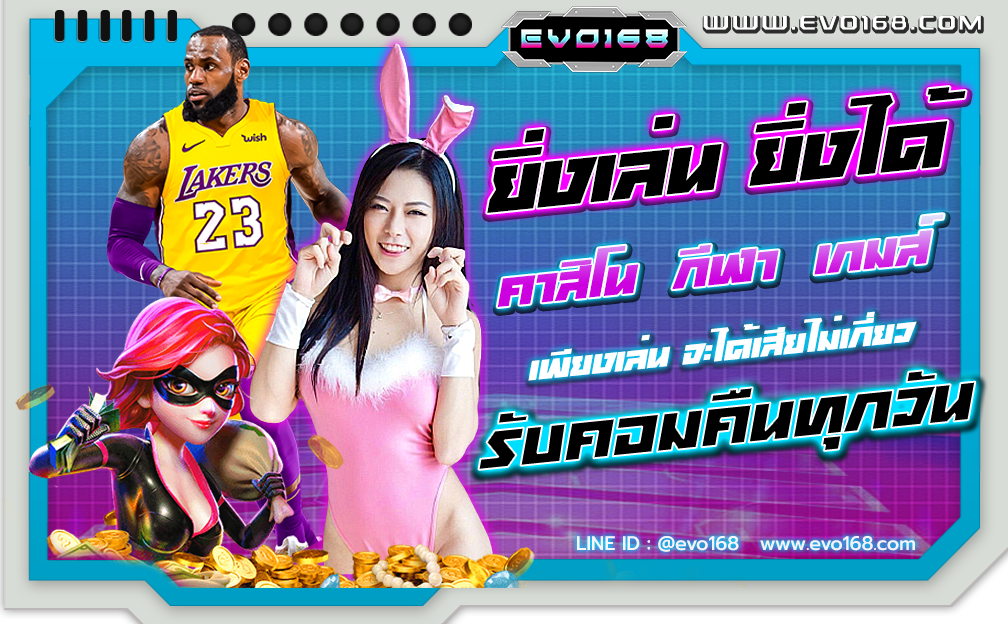 EVO168
WWW.EVO168.COM
wish
LAKERS
23
ยิ่งเล่น ยิ่งได้
คาสิโน กีฬา เกมส์
เพียงเล่น จะได้เสียไม่เกี่ยว
รับคอมคืนทุกวัน
LINE ID : @evo168 www.evo168.com